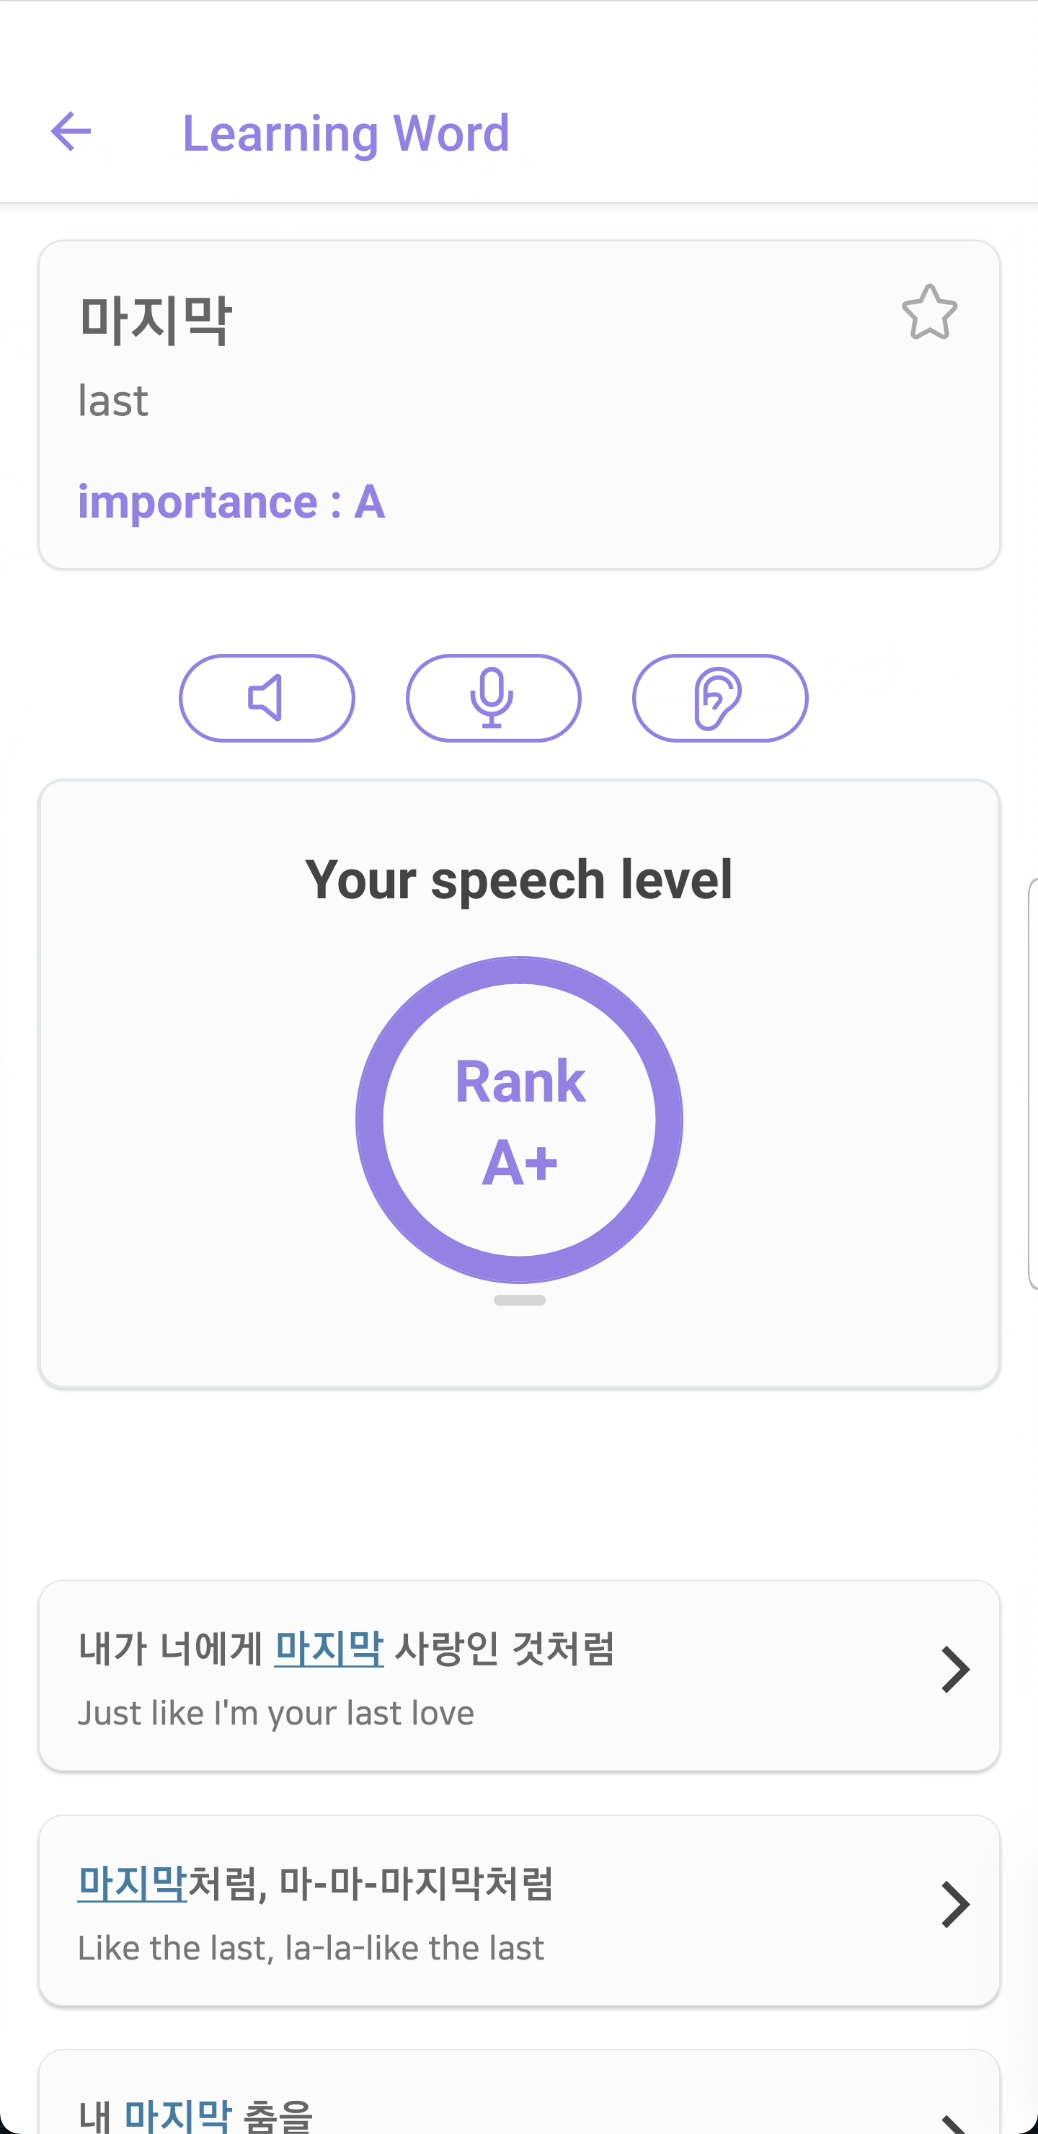 Learning Word
마지막
last
importance : A
Your speech level
Rank
A+
내가 너에게 마지막 사랑인 것처럼
Just like I'm your last love
마지막처럼, 마-마-마지막처럼
Like the last, la-la-like the last
내 마지막 춤을